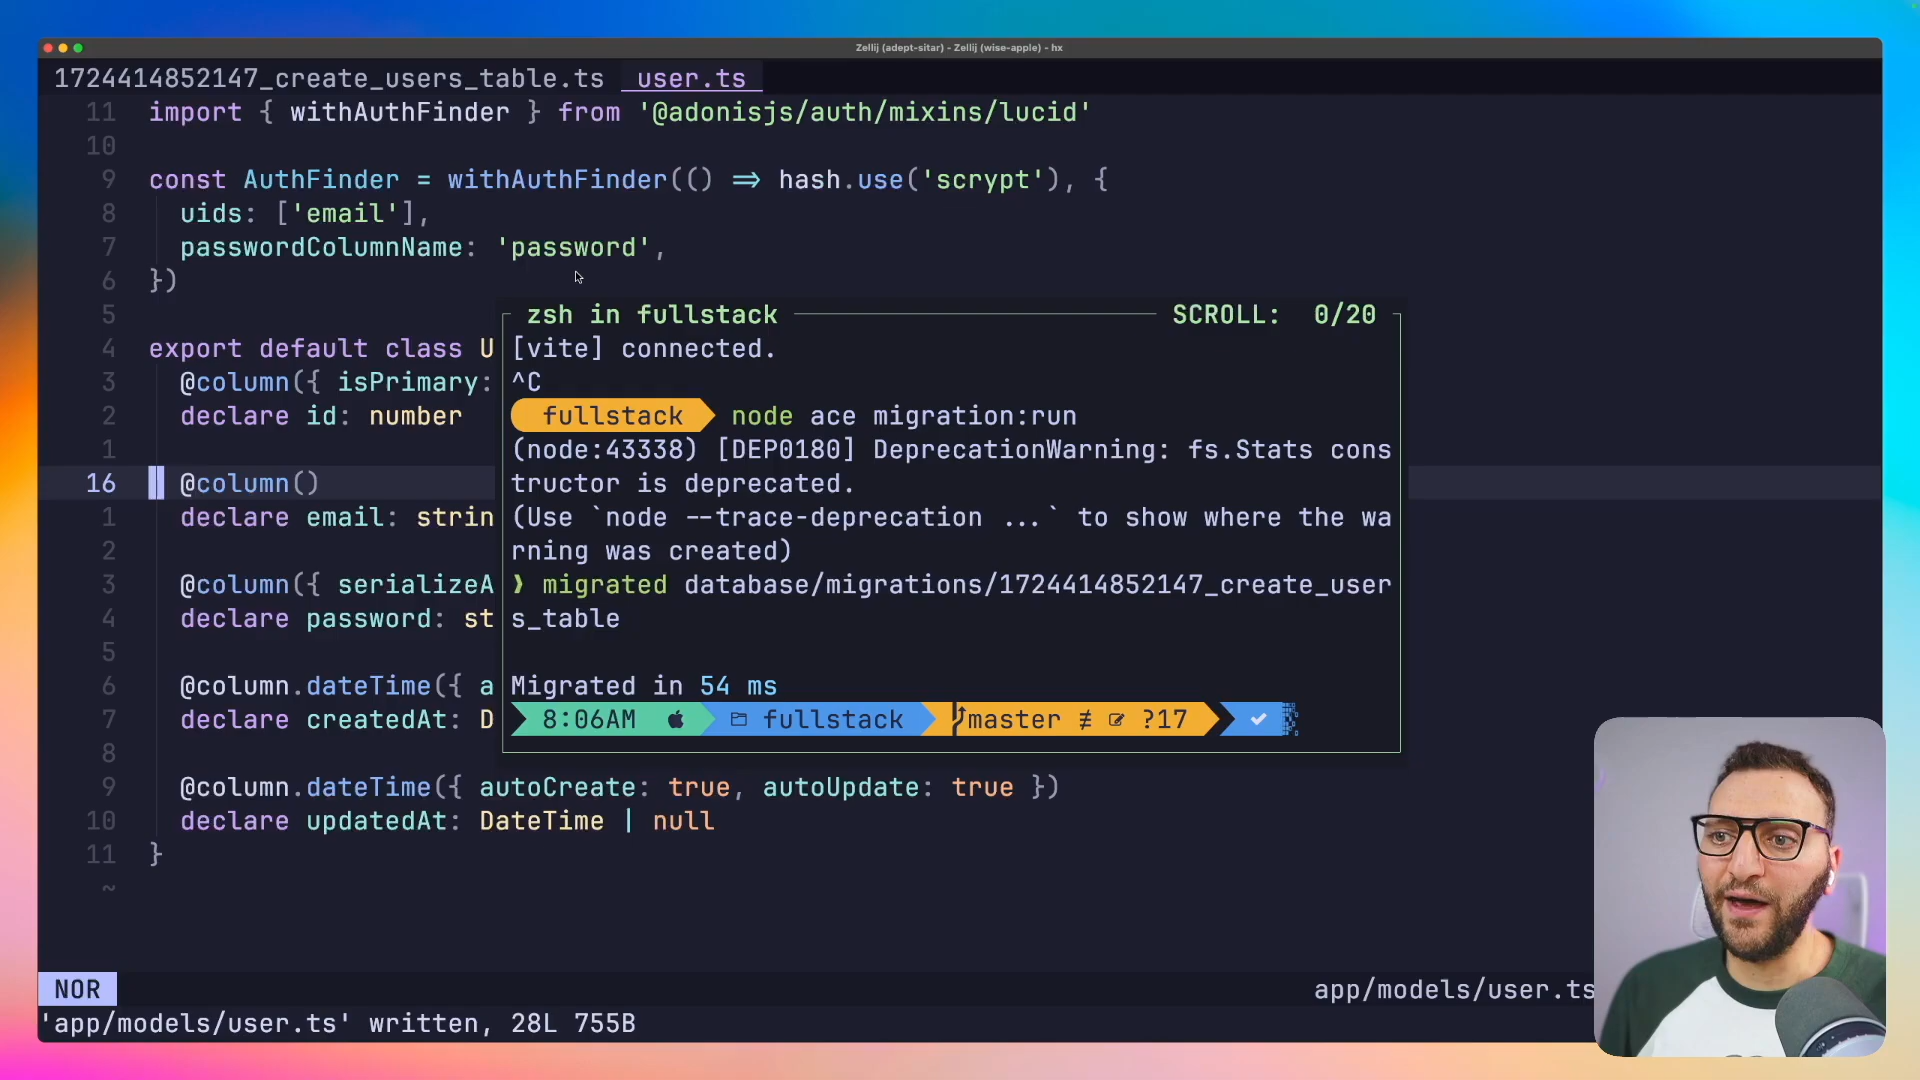 Zellij (adept-sitar) - Zellij (wise-apple) - hx
1724414852147_create_users_table.ts user.ts
11 import { withAuthFinder } from '@adonisjs/auth/mixins/lucid'
10
9 const AuthFinder = withAuthFinder(() => hash.use('scrypt'), {
8 uids: ['email'],
7 passwordColumnName: 'password',
6 })
5
4 export default class U
3 @column({ isPrimary:
2 declare id: number
1
16 @column()
1 declare email: strin
2
3 @column({ serializeA
4 declare password: st
5
6 @column.dateTime({ a
7 declare createdAt: D
8
9 @column.dateTime({ autoCreate: true, autoUpdate: true })
10 declare updatedAt: DateTime | null
11 }
~
zsh in fullstack SCROLL: 0/20
[vite] connected.
^C
fullstack node ace migration:run
(node:43338) [DEP0180] DeprecationWarning: fs.Stats cons
tructor is deprecated.
(Use `node --trace-deprecation ...` to show where the wa
rning was created)
❯ migrated database/migrations/1724414852147_create_user
s_table
Migrated in 54 ms
8:06AM fullstack master ≢ ?17
NOR app/models/user.ts
'app/models/user.ts' written, 28L 755B